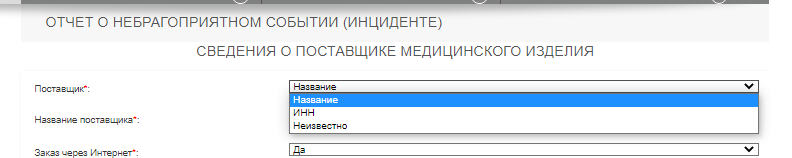 ОТЧЕТ О НЕБРАГОПРИЯТНОМ СОБЫТИИ (ИНЦИДЕНТЕ)
СВЕДЕНИЯ О ПОСТАВЩИКЕ МЕДИЦИНСКОГО ИЗДЕЛИЯ
Поставщик*: Название
Название
ИНН
Название поставщика*:
Неизвестно
Заказ через Интернет*: Да